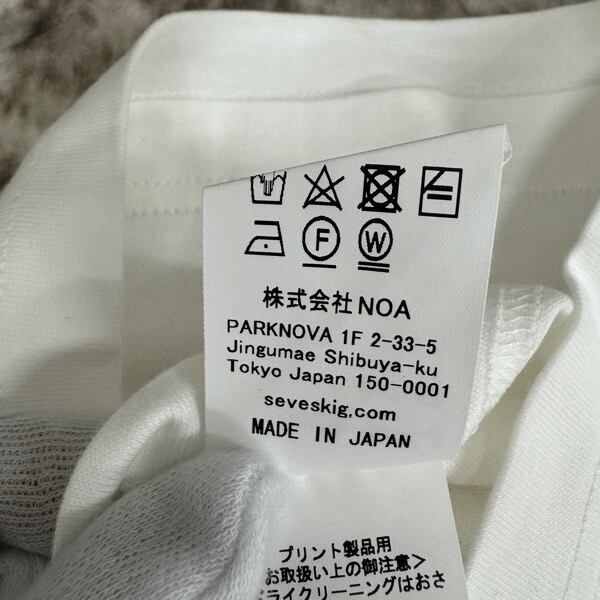 F W
株式会社NOA
PARKNOVA 1F 2-33-5
Jingumae Shibuya-ku
Tokyo Japan 150-0001
seveskig.com
MADE IN JAPAN
プリント製品用
お取扱い上の御注意>
ドライクリーニングはおさ